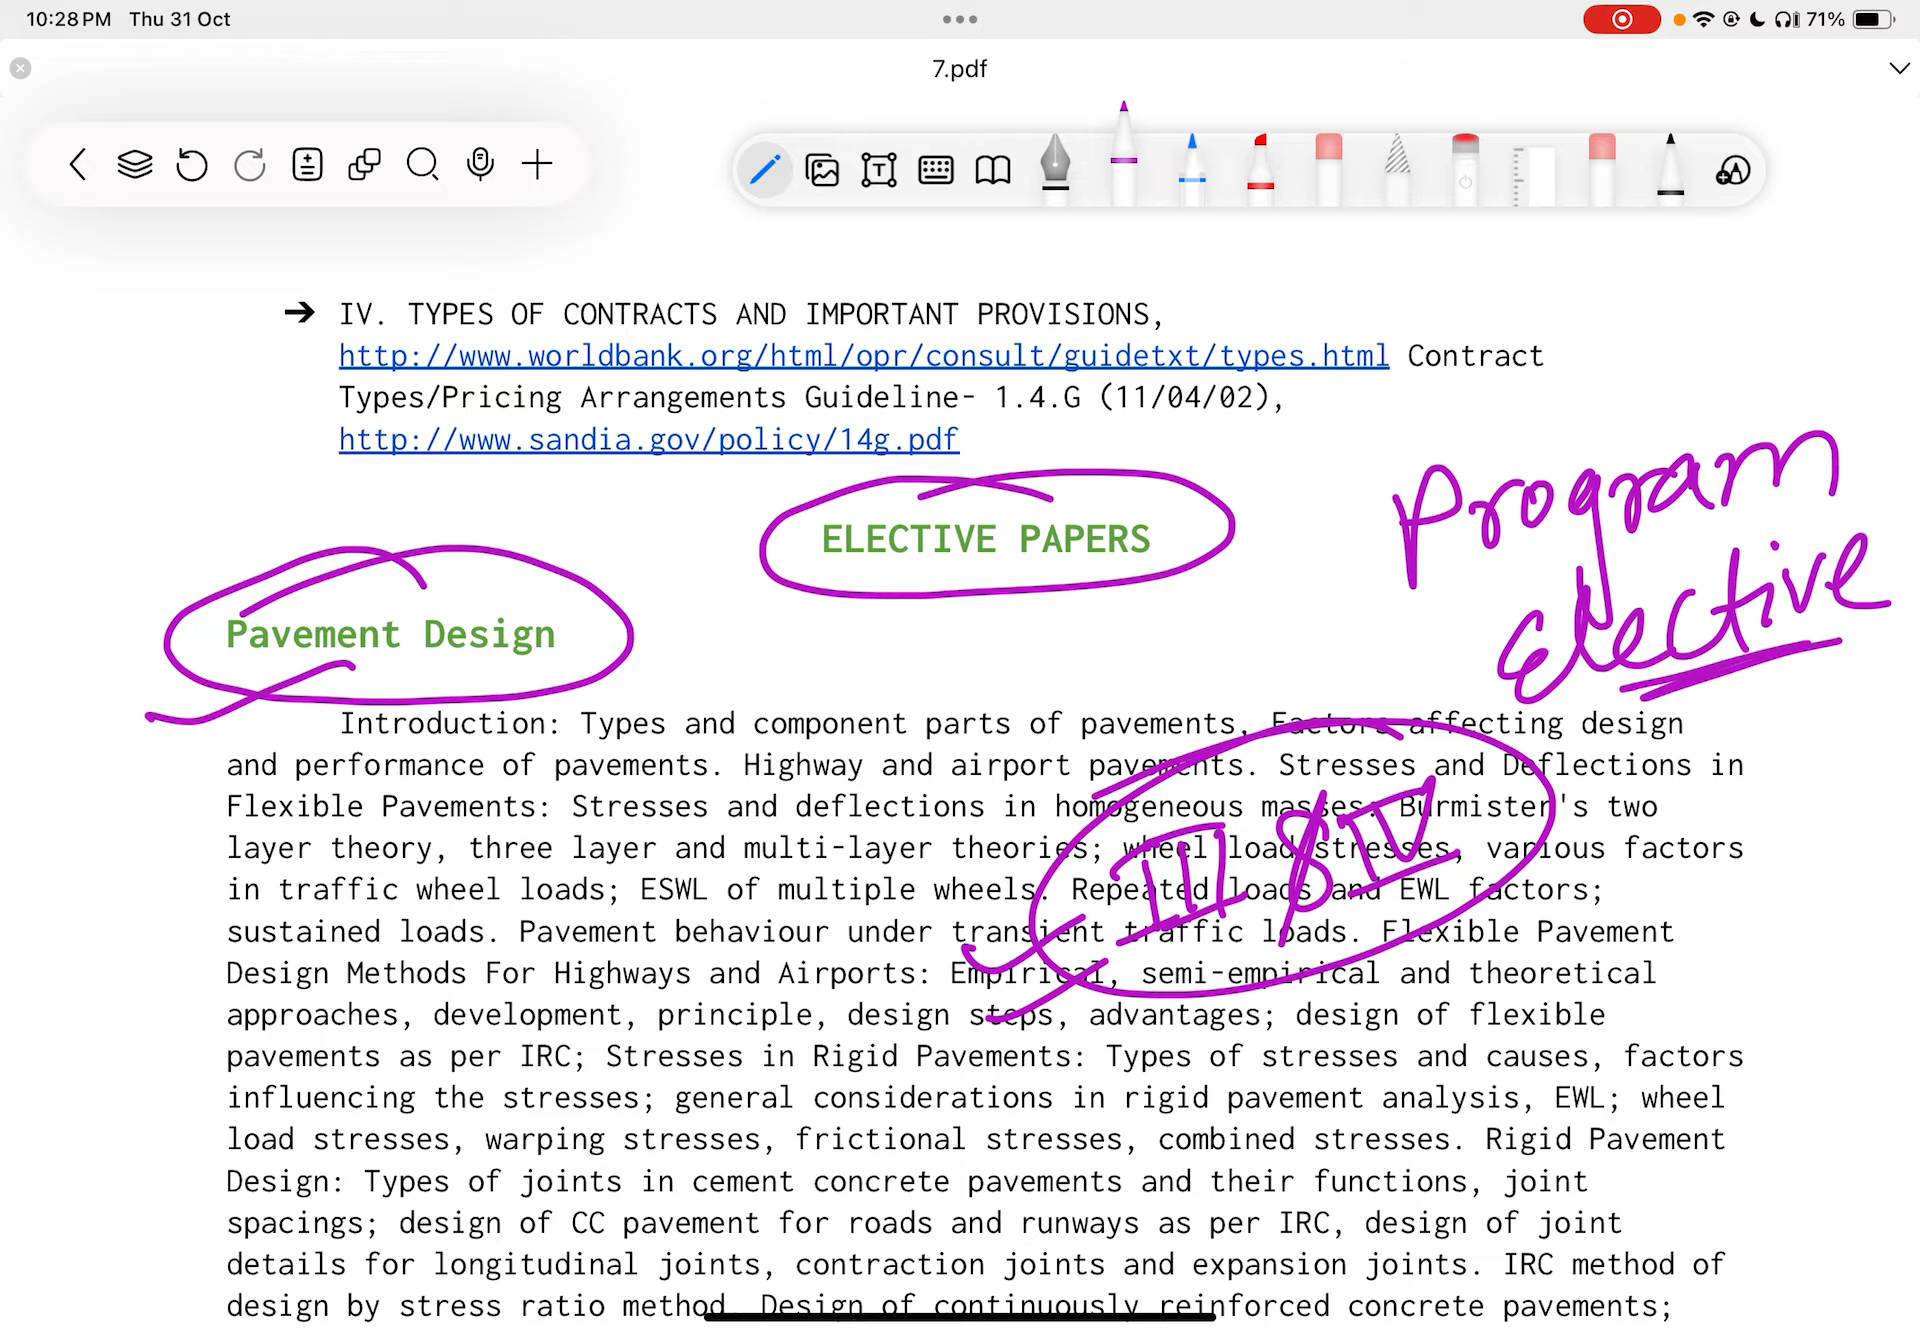 10:28 PM Thu 31 Oct
71%
7.pdf
➔ IV. TYPES OF CONTRACTS AND IMPORTANT PROVISIONS,
http://www.worldbank.org/html/opr/consult/guidetxt/types.html Contract
Types/Pricing Arrangements Guideline- 1.4.G (11/04/02),
http://www.sandia.gov/policy/14g.pdf
ELECTIVE PAPERS
Program
Elective
Pavement Design
Introduction: Types and component parts of pavements, Factors affecting design
and performance of pavements. Highway and airport pavements. Stresses and Deflections in
Flexible Pavements: Stresses and deflections in homogeneous masses. Burmister's two
layer theory, three layer and multi-layer theories; wheel load stresses, various factors
in traffic wheel loads; ESWL of multiple wheels. Repeated loads and EWL factors;
sustained loads. Pavement behaviour under transient traffic loads. Flexible Pavement
Design Methods For Highways and Airports: Empirical, semi-empirical and theoretical
approaches, development, principle, design steps, advantages; design of flexible
pavements as per IRC; Stresses in Rigid Pavements: Types of stresses and causes, factors
influencing the stresses; general considerations in rigid pavement analysis, EWL; wheel
load stresses, warping stresses, frictional stresses, combined stresses. Rigid Pavement
Design: Types of joints in cement concrete pavements and their functions, joint
spacings; design of CC pavement for roads and runways as per IRC, design of joint
details for longitudinal joints, contraction joints and expansion joints. IRC method of
design by stress ratio method. Design of continuously reinforced concrete pavements;
III & IV